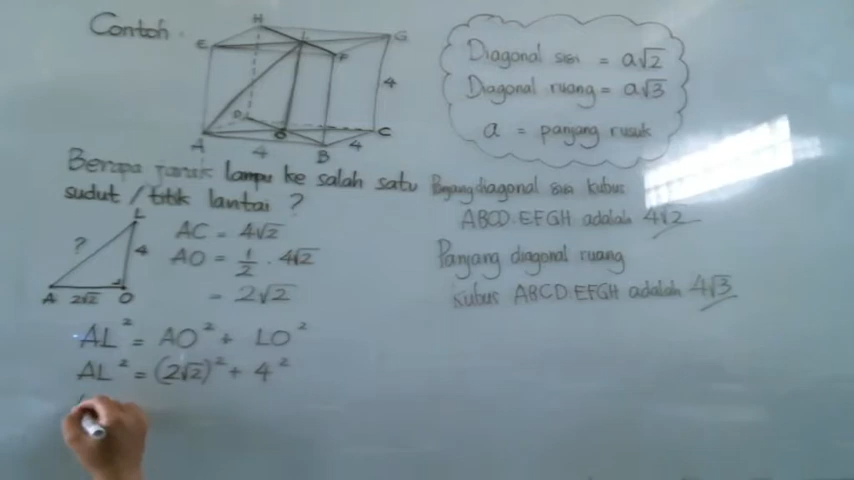 Contoh.
H
E
G
F
4
D
A
O
C
4
B
4
Diagonal sisi = a√2
Diagonal ruang = a√3
a = panjang rusuk
Berapa jarak lampu ke salah satu
sudut / titik lantai ?
L
?
4
A
2√2
O
AC = 4√2
AO = 1/2 . 4√2
= 2√2
AL² = AO² + LO²
AL² = (2√2)² + 4²
Panjang diagonal sisi kubus
ABCD.EFGH adalah 4√2
Panjang diagonal ruang
kubus ABCD.EFGH adalah 4√3